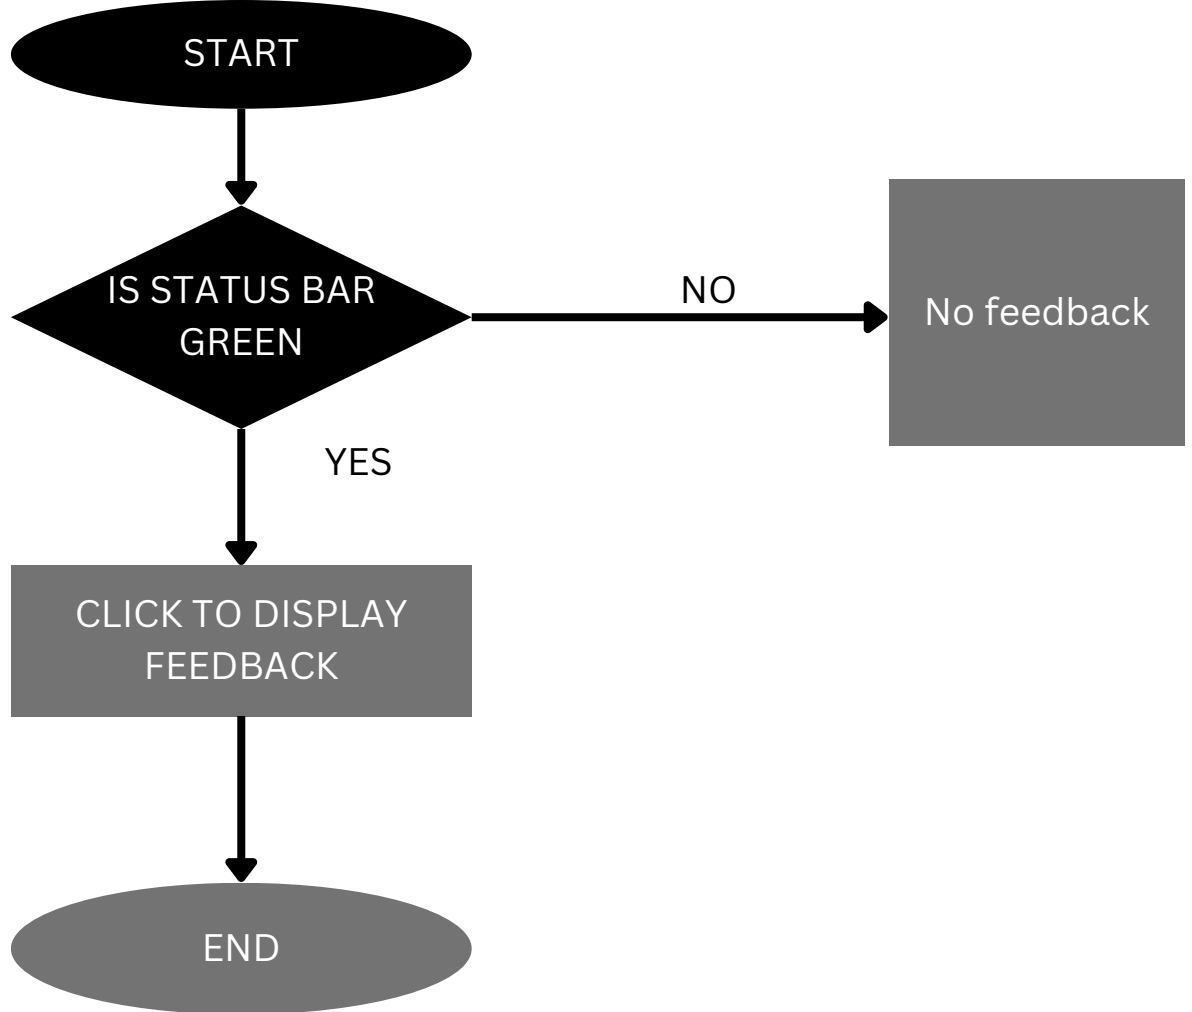 START
IS STATUS BAR
GREEN
NO
No feedback
YES
CLICK TO DISPLAY
FEEDBACK
END